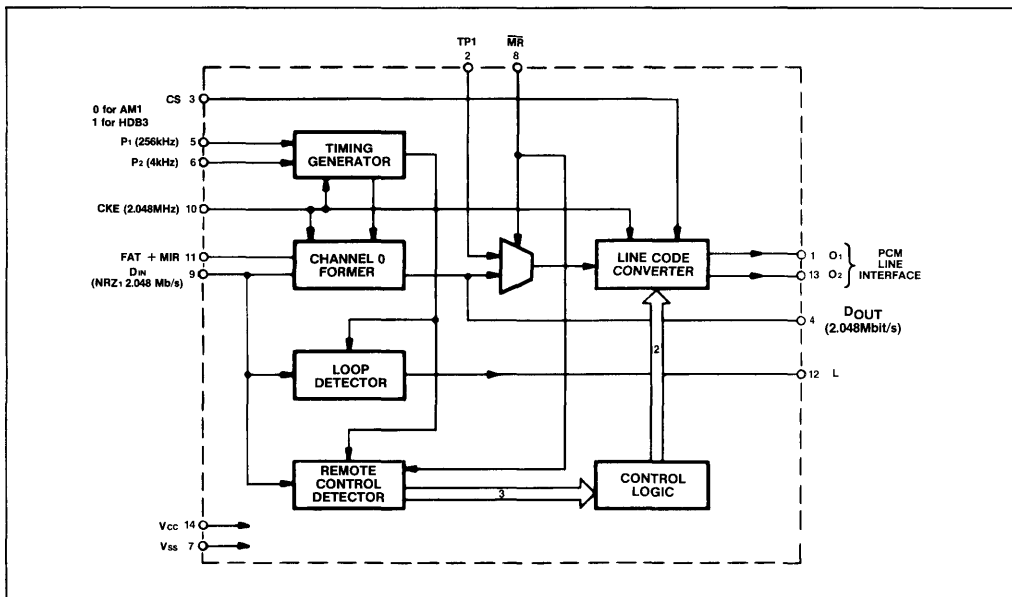 TP1 MR
2 8
CS 3
0 for AM1
1 for HDB3
P1 (256kHz) 5
P2 (4kHz) 6
TIMING
GENERATOR
CKE (2.048MHz) 10
FAT + MIR 11
DIN 9
(NRZ1 2.048 Mb/s)
CHANNEL 0
FORMER
LINE CODE
CONVERTER
1 O1
13 O2
PCM
LINE
INTERFACE
4 DOUT
(2.048Mbit/s)
2
LOOP
DETECTOR
12 L
REMOTE
CONTROL
DETECTOR
3
CONTROL
LOGIC
Vcc 14
Vss 7